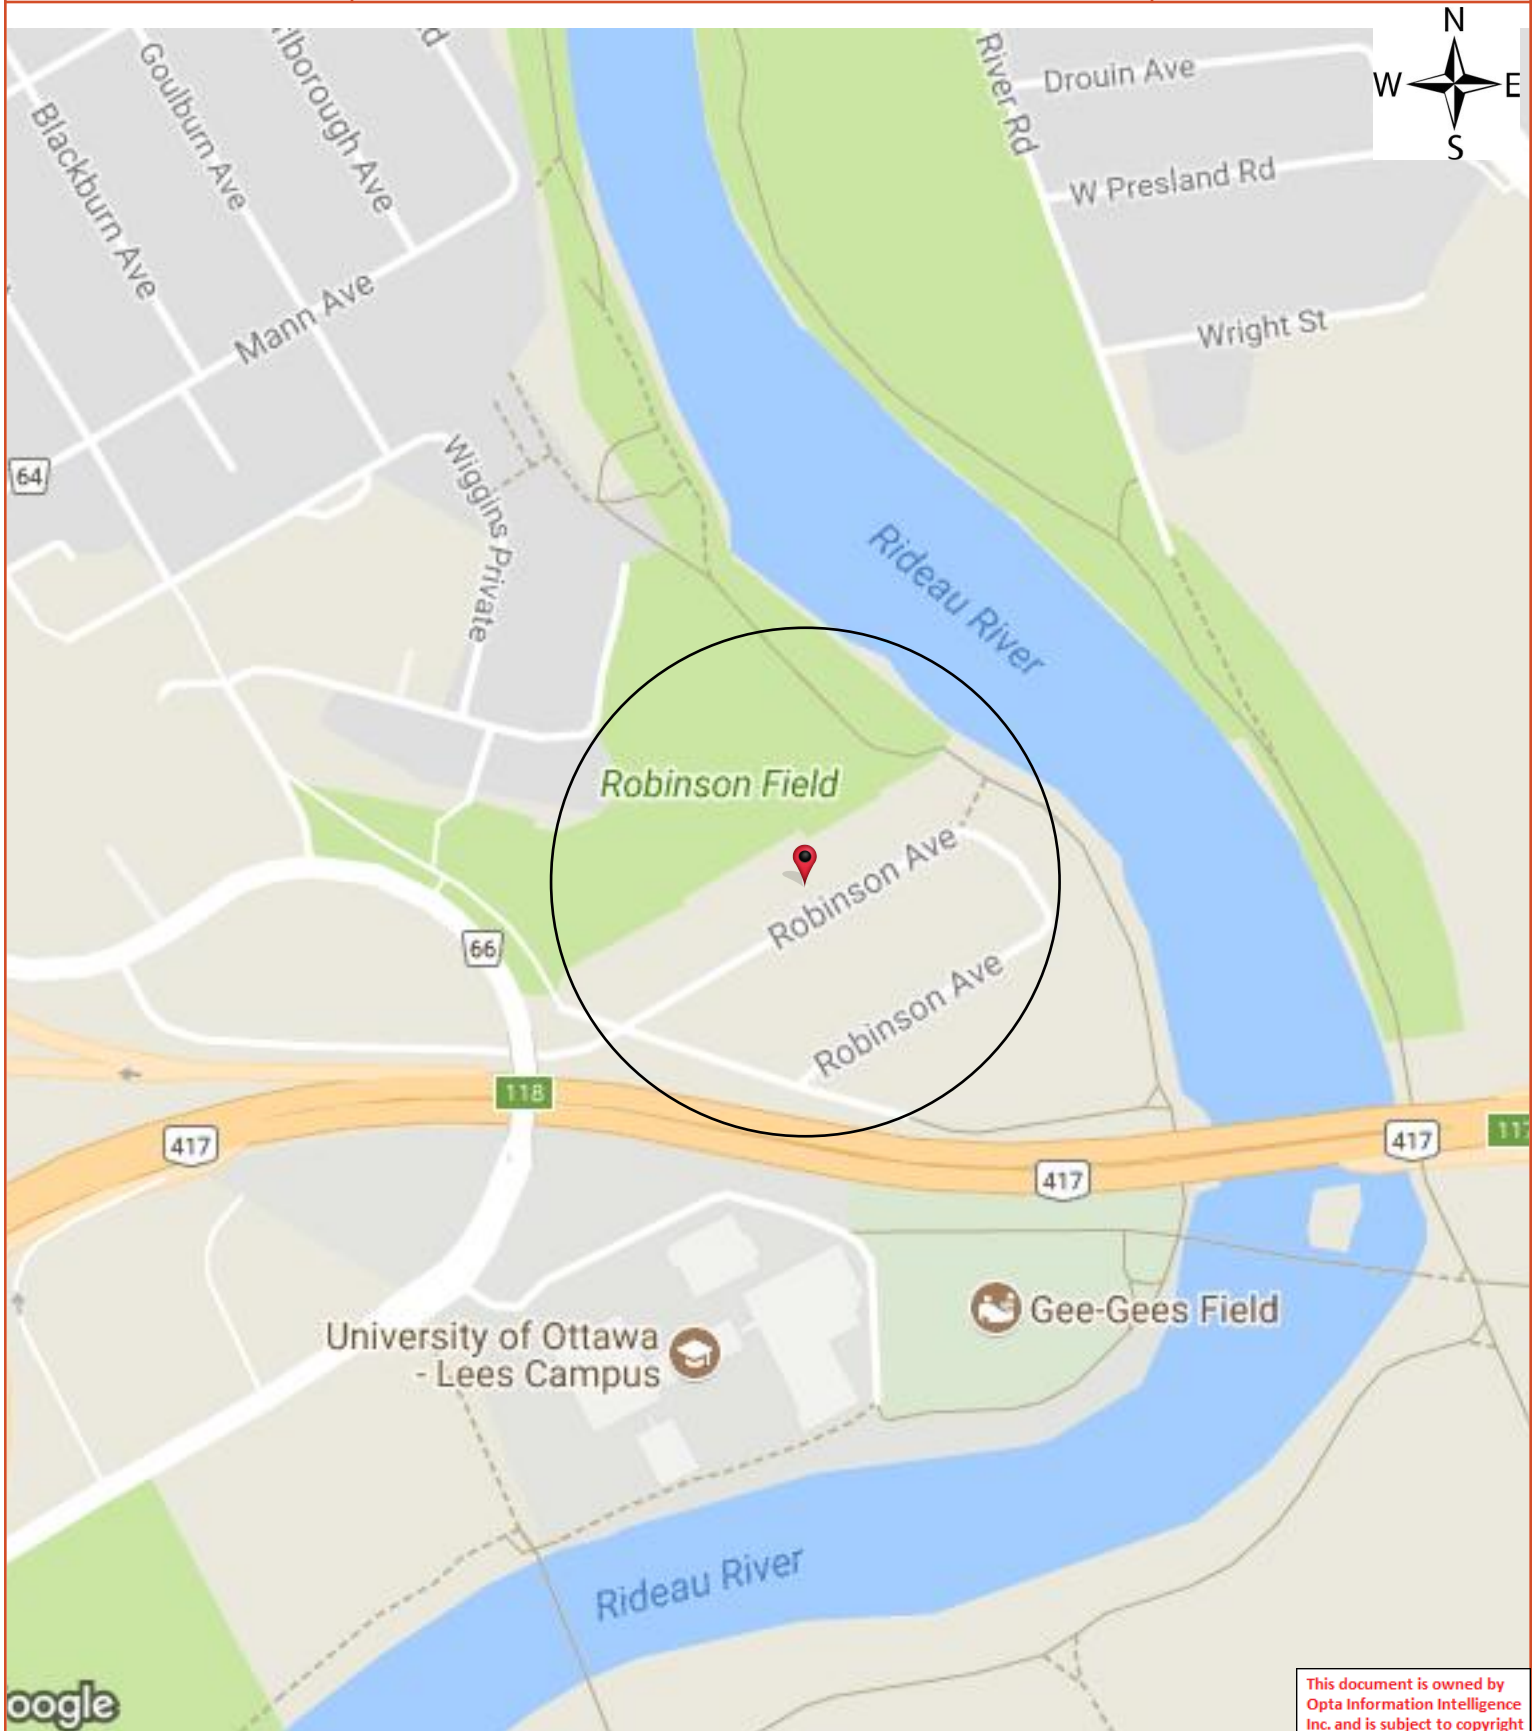 N
W E
S
Drouin Ave
River Rd
W Presland Rd
Wright St
Goulburn Ave
Blackburn Ave
Mann Ave
64
Wiggins Private
Rideau River
Robinson Field
Robinson Ave
66
Robinson Ave
118
417
417
417
Gee-Gees Field
University of Ottawa
- Lees Campus
Rideau River
oogle
This document is owned by
Opta Information Intelligence
Inc. and is subject to copyright